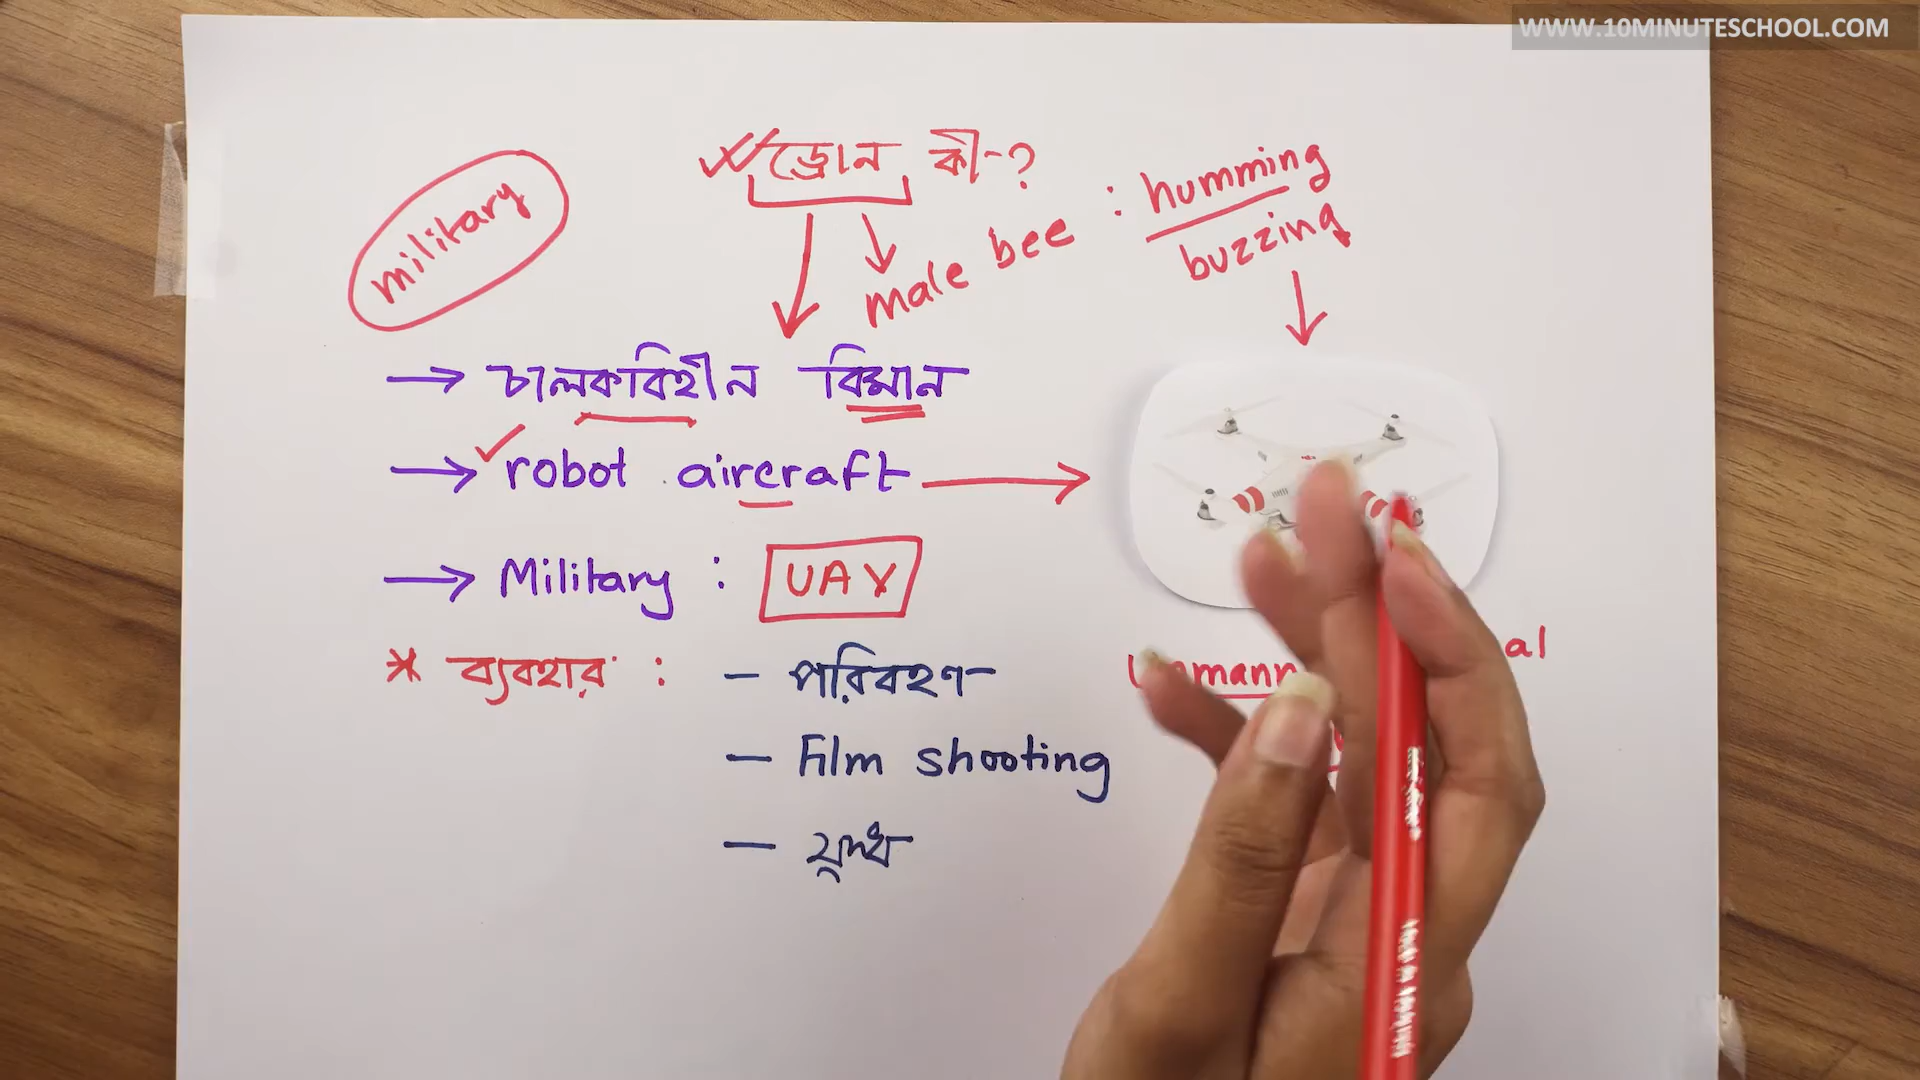 WWW.10MINUTESCHOOL.COM
ড্রোন কী-?
military
male bee : humming
buzzing
→ চালকবিহীন বিমান
→ robot aircraft
→ Military : UAV
* ব্যবহার : - পরিবহণ
- Film shooting
- যুদ্ধ